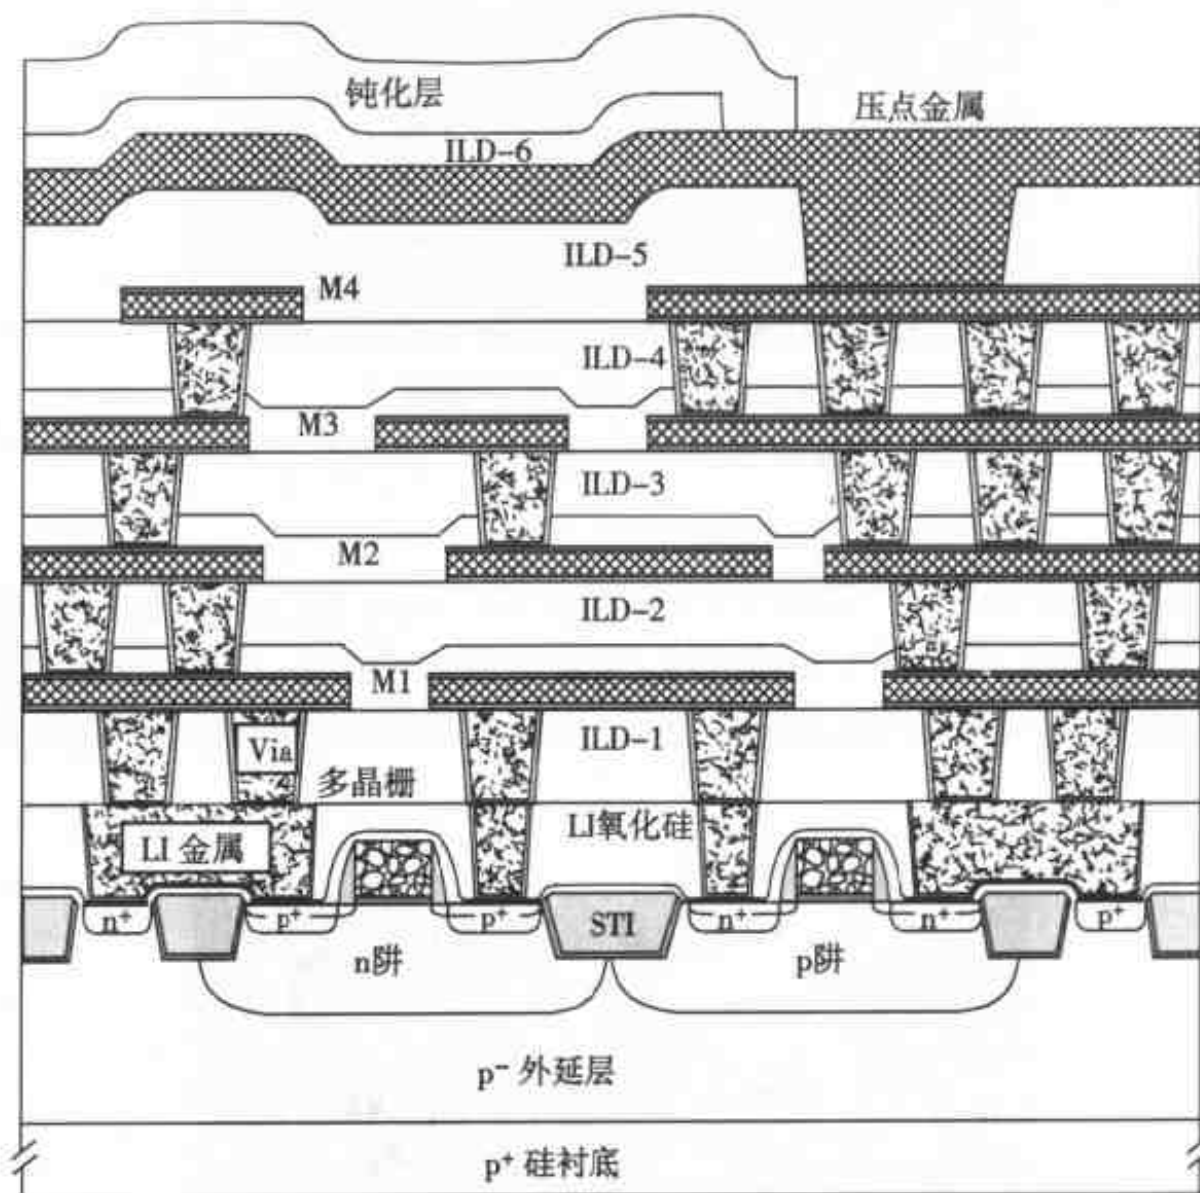 钝化层
压点金属
ILD-6
ILD-5
M4
ILD-4
M3
ILD-3
M2
ILD-2
M1
ILD-1
Via
多晶栅
LI氧化硅
LI 金属
n⁺
p⁺
p⁺
STI
n⁺
n⁺
p⁺
n阱
p阱
p⁻ 外延层
p⁺ 硅衬底